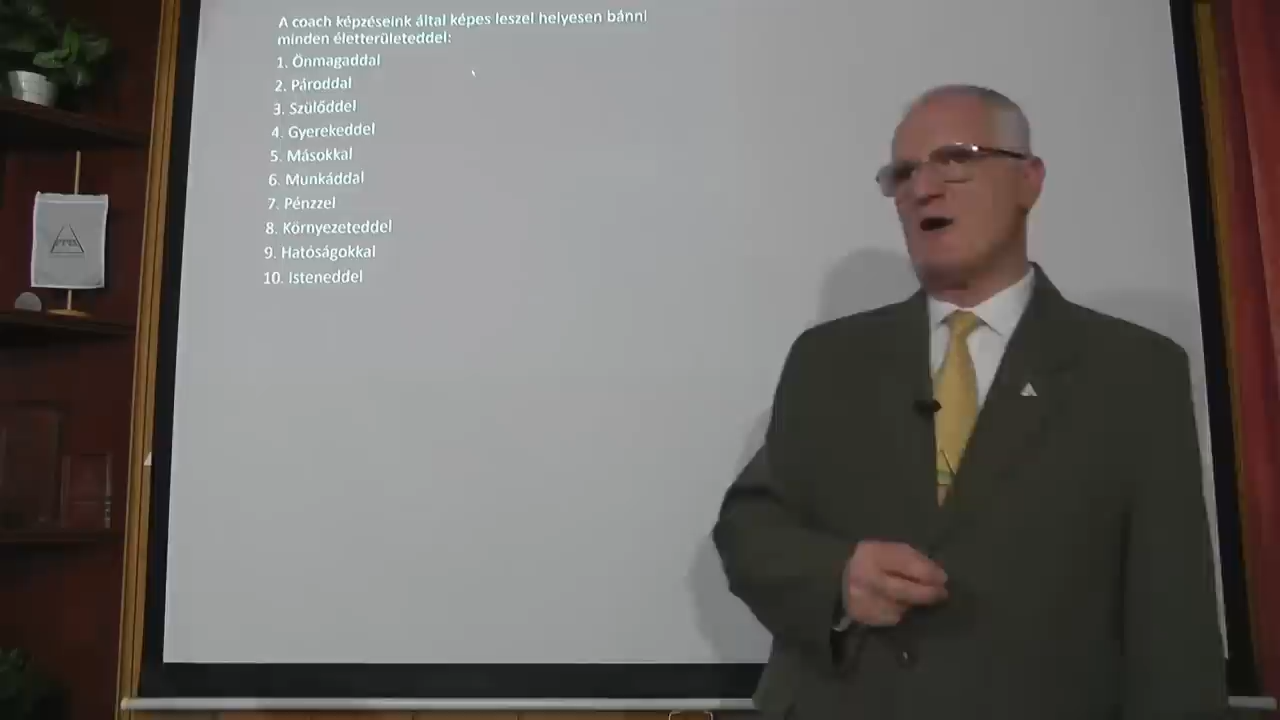 A coach képzéseink által képes leszel helyesen bánni
minden életterületeddel:
1. Önmagaddal
2. Pároddal
3. Szülőddel
4. Gyerekeddel
5. Másokkal
6. Munkáddal
7. Pénzzel
8. Környezeteddel
9. Hatóságokkal
10. Isteneddel